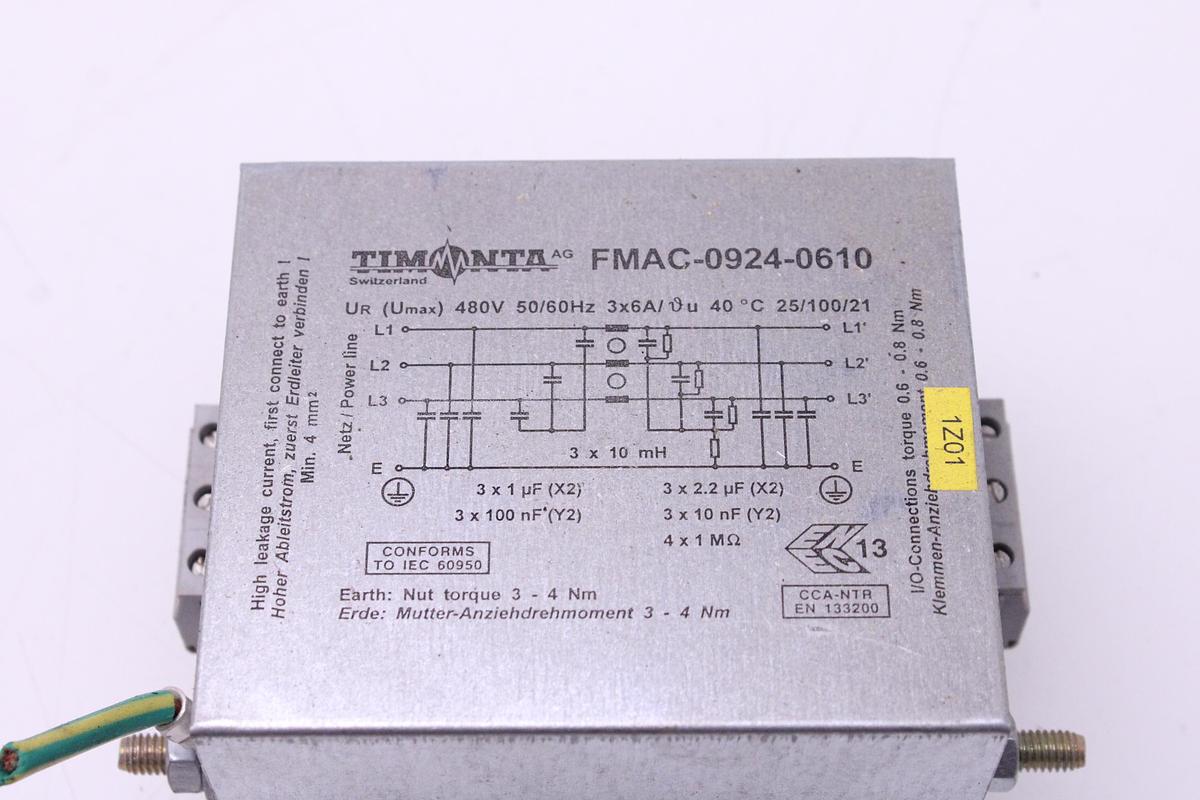 TIMONTA AG FMAC-0924-0610
Switzerland
UR (Umax) 480V 50/60Hz 3x6A/ϑu 40 °C 25/100/21
L1 L1'
L2 L2'
L3 L3'
Netz / Power line
3 x 10 mH
E E
3 x 1 µF (X2) 3 x 2.2 µF (X2)
3 x 100 nF (Y2) 3 x 10 nF (Y2)
4 x 1 MΩ
CONFORMS
TO IEC 60950
13
CCA-NTR
EN 133200
Earth: Nut torque 3 - 4 Nm
Erde: Mutter-Anziehdrehmoment 3 - 4 Nm
High leakage current, first connect to earth !
Hoher Ableitstrom, zuerst Erdleiter verbinden !
Min. 4 mm²
I/O-Connections torque 0.6 - 0.8 Nm
Klemmen-Anziehdrehmoment 0.6 - 0.8 Nm
1Z01